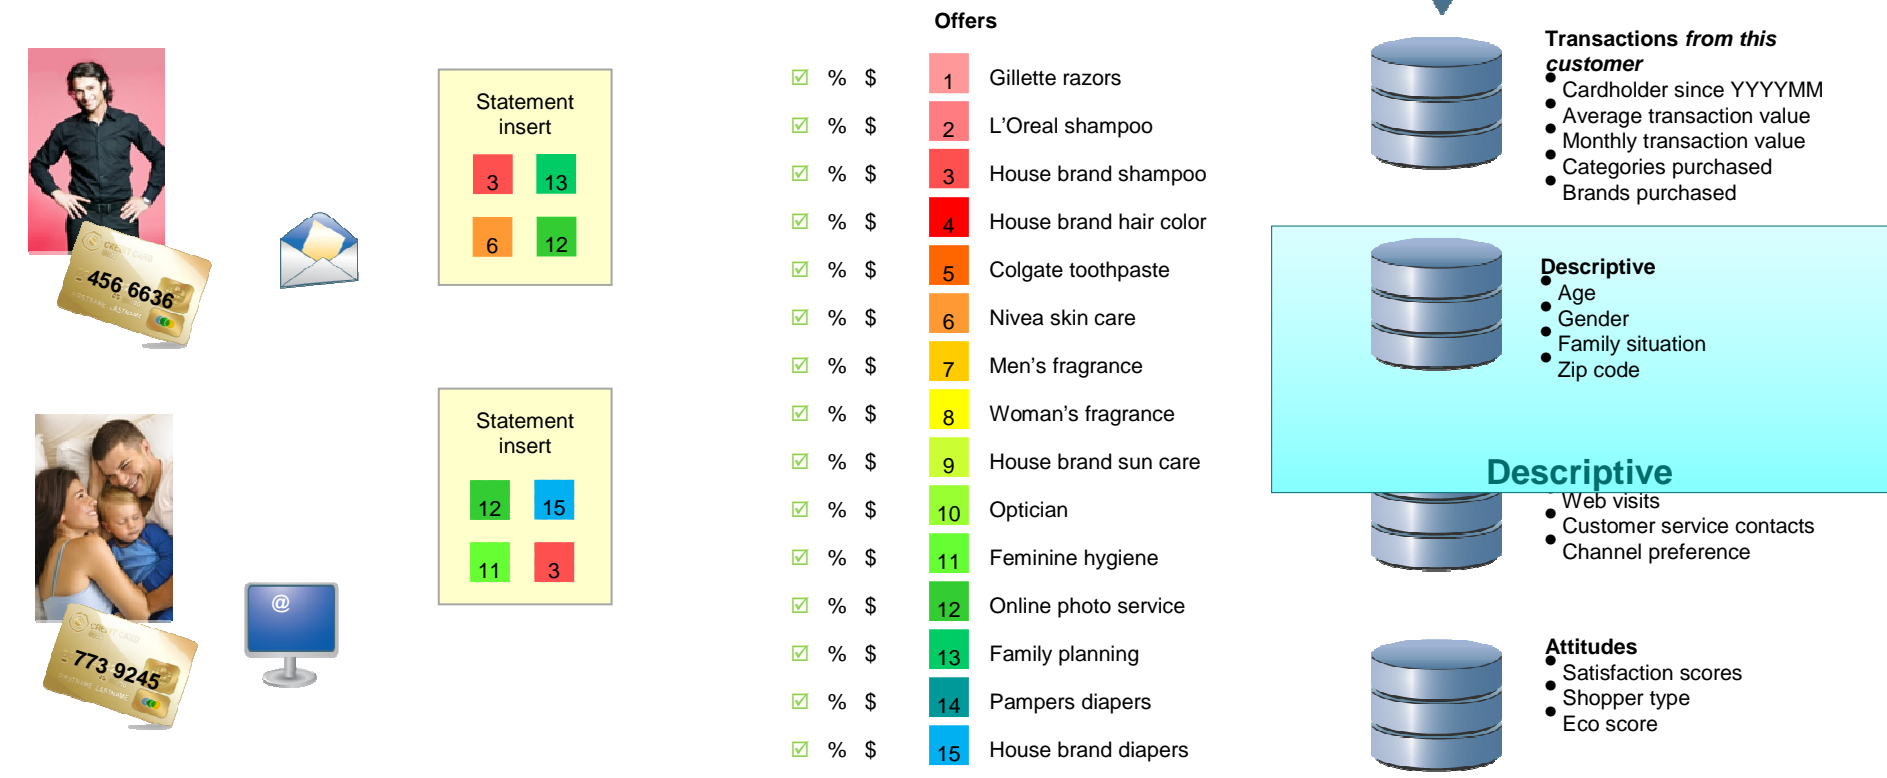 Offers
Statement
insert
3 13
6 12
CREDIT CARD
456 6636
@
Statement
insert
12 15
11 3
773 9245
% $ 1 Gillette razors
% $ 2 L'Oreal shampoo
% $ 3 House brand shampoo
% $ 4 House brand hair color
% $ 5 Colgate toothpaste
% $ 6 Nivea skin care
% $ 7 Men's fragrance
% $ 8 Woman's fragrance
% $ 9 House brand sun care
% $ 10 Optician
% $ 11 Feminine hygiene
% $ 12 Online photo service
% $ 13 Family planning
% $ 14 Pampers diapers
% $ 15 House brand diapers
Transactions from this
customer
• Cardholder since YYYYMM
• Average transaction value
• Monthly transaction value
• Categories purchased
• Brands purchased
Descriptive
• Age
• Gender
• Family situation
• Zip code
Descriptive
• Web visits
• Customer service contacts
• Channel preference
Attitudes
• Satisfaction scores
• Shopper type
• Eco score